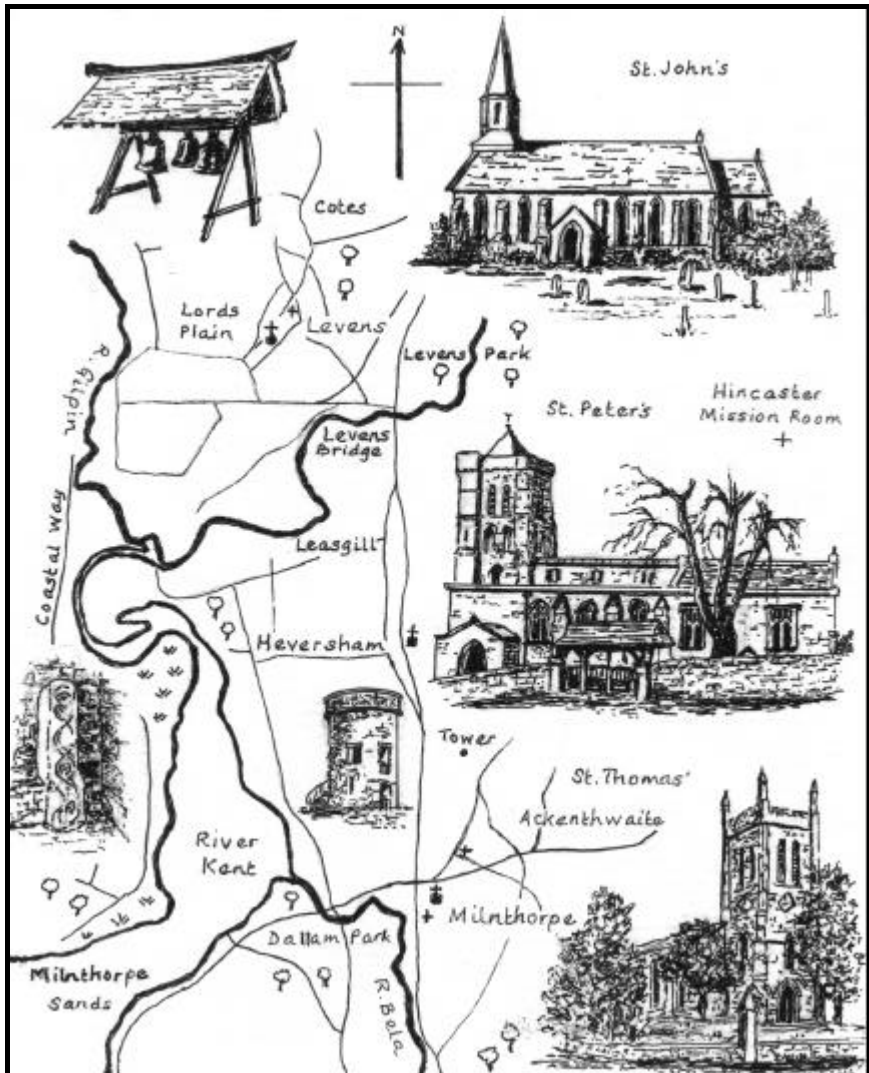 N
St. John's
Cotes
Lords
Plain
Levens
Levens Park
R. Gilpin
Hincaster
Mission Room
St. Peter's
Levens
Bridge
Coastal Way
Leasgill
Heversham
Tower
St. Thomas'
Ackenthwaite
River
Kent
Milnthorpe
Dallam Park
Milnthorpe
Sands
R. Bela